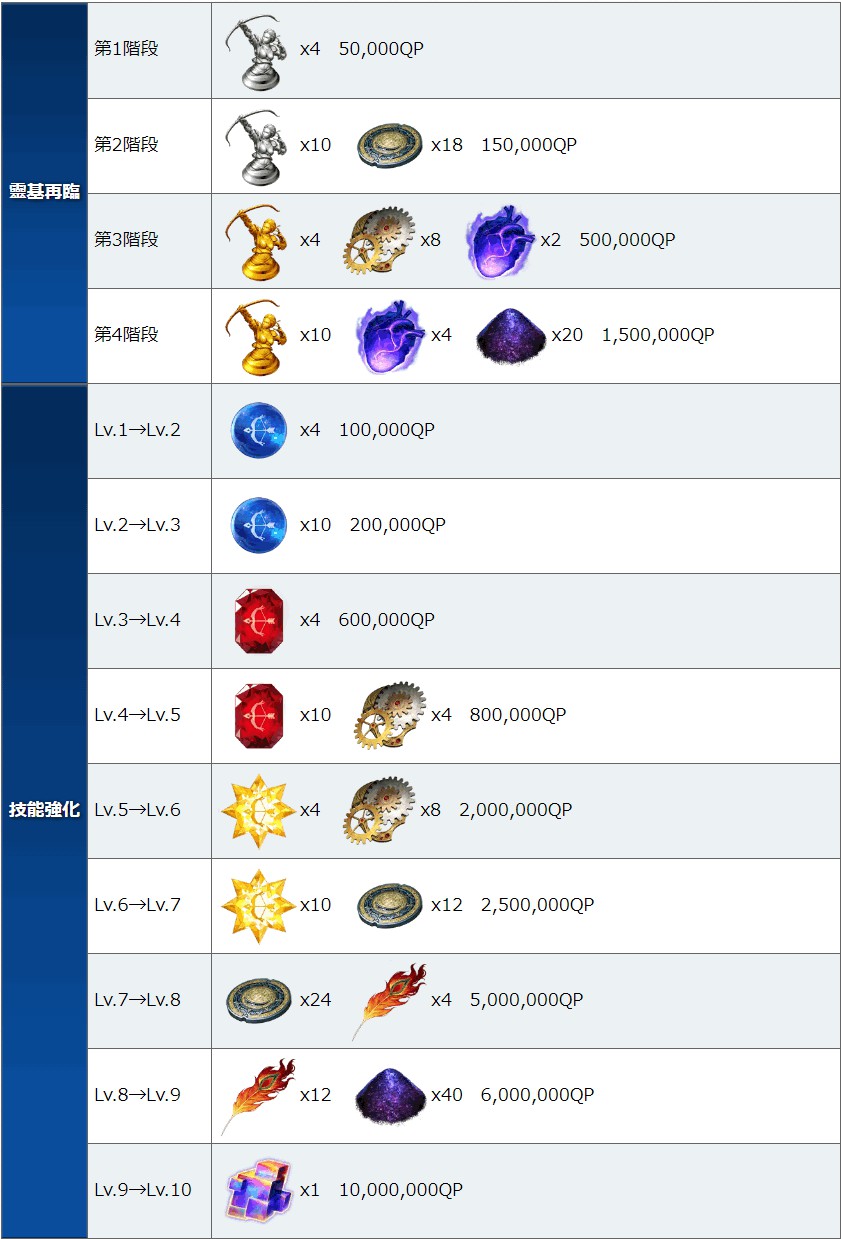 靈基再臨
第1階段 x4 50,000QP
第2階段 x10 x18 150,000QP
第3階段 x4 x8 x2 500,000QP
第4階段 x10 x4 x20 1,500,000QP
技能強化
Lv.1→Lv.2 x4 100,000QP
Lv.2→Lv.3 x10 200,000QP
Lv.3→Lv.4 x4 600,000QP
Lv.4→Lv.5 x10 x4 800,000QP
Lv.5→Lv.6 x4 x8 2,000,000QP
Lv.6→Lv.7 x10 x12 2,500,000QP
Lv.7→Lv.8 x24 x4 5,000,000QP
Lv.8→Lv.9 x12 x40 6,000,000QP
Lv.9→Lv.10 x1 10,000,000QP